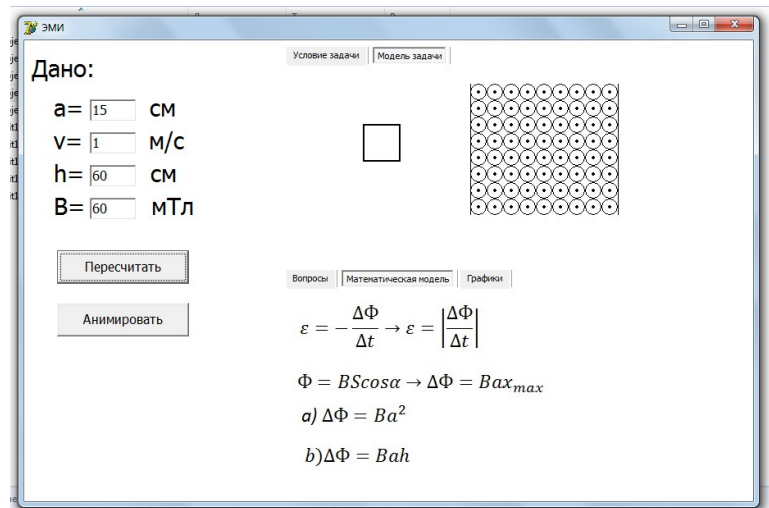 ЭМИ
Условие задачи Модель задачи
Дано:
a= 15 см
v= 1 м/с
h= 60 см
B= 60 мТл
Пересчитать
Анимировать
Вопросы Математическая модель Графики
ε = −ΔΦ/Δt → ε = |ΔΦ/Δt|
Φ = BScosα → ΔΦ = Baxₘₐₓ
a) ΔΦ = Ba²
b)ΔΦ = Bah